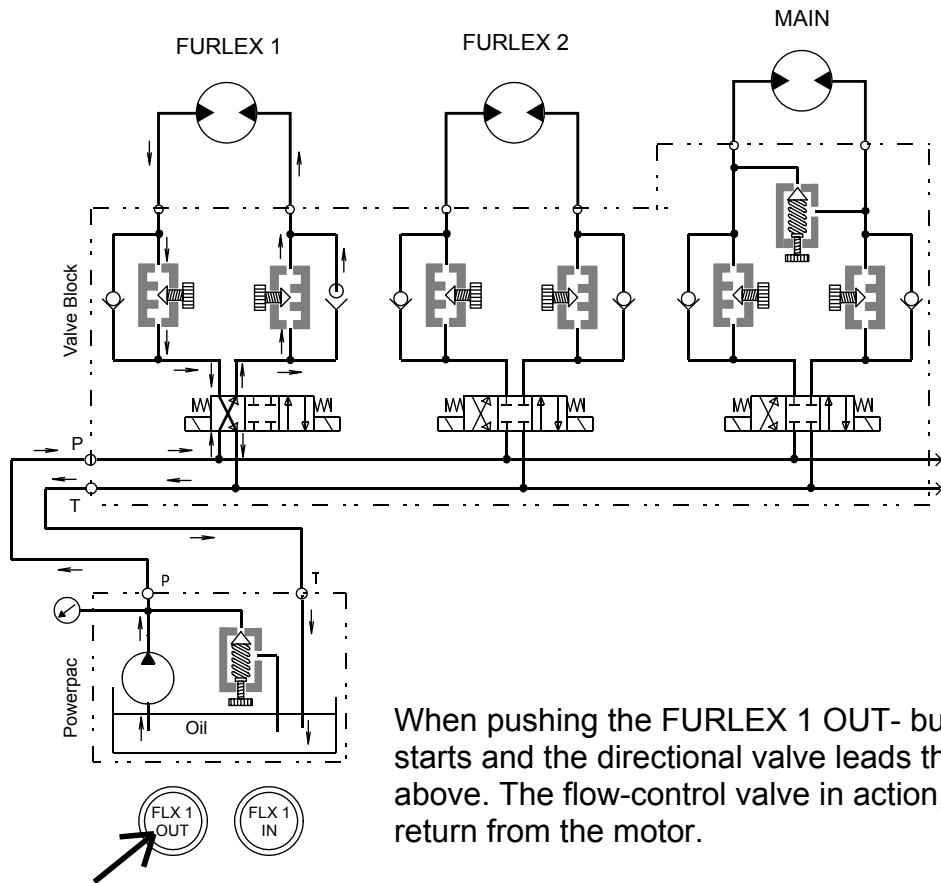 MAIN
FURLEX 1
FURLEX 2
Valve Block
P
T
P
T
Powerpac
Oil
FLX 1
OUT
FLX 1
IN
When pushing the FURLEX 1 OUT- bu
starts and the directional valve leads th
above. The flow-control valve in action
return from the motor.